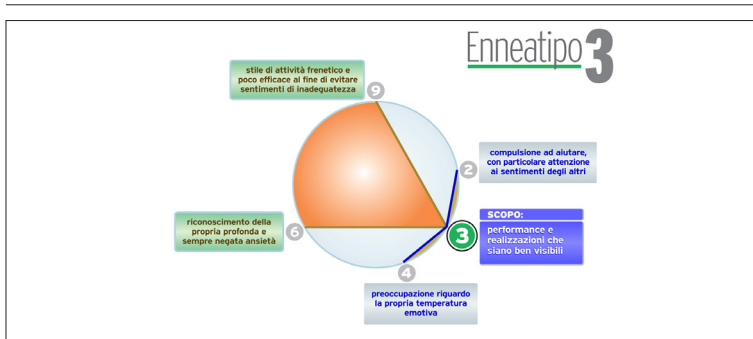 Enneatipo 3
stile di attività frenetico e
poco efficace al fine di evitare
sentimenti di inadeguatezza
9
compulsione ad aiutare,
con particolare attenzione
ai sentimenti degli altri
2
SCOPO:
performance e
realizzazioni che
siano ben visibili
3
riconoscimento della
propria profonda e
sempre negata ansietà
6
4
preoccupazione riguardo
la propria temperatura
emotiva